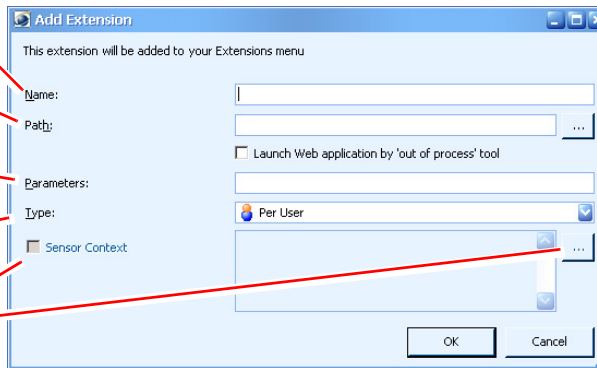 Add Extension
This extension will be added to your Extensions menu
Name:
Path:
...
Launch Web application by 'out of process' tool
Parameters:
Type:
Per User
Sensor Context
...
OK
Cancel